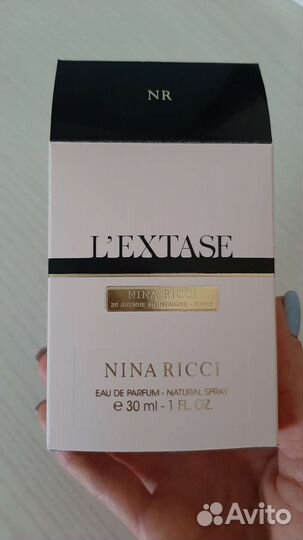 NR
L'EXTASE
NINA RICCI
39 AVENUE MONTAIGNE - PARIS
NINA RICCI
EAU DE PARFUM - NATURAL SPRAY
℮ 30 ml - 1 FL. OZ.
Avito